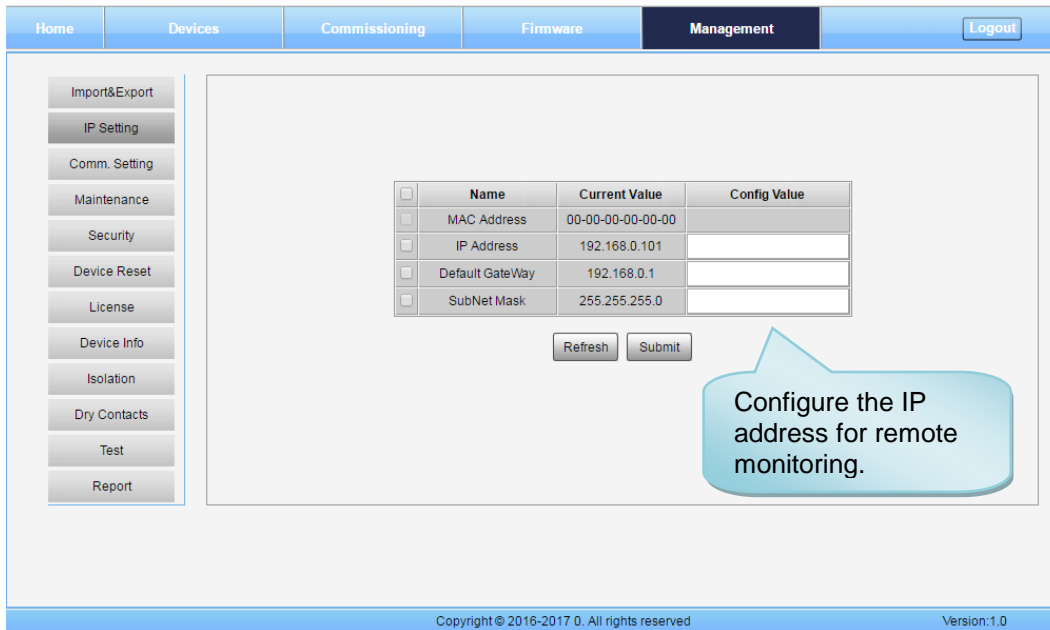 Home Devices Commissioning Firmware Management Logout
Import&Export
IP Setting
Comm. Setting
Maintenance
Security
Device Reset
License
Device Info
Isolation
Dry Contacts
Test
Report
Name Current Value Config Value
MAC Address 00-00-00-00-00-00
IP Address 192.168.0.101
Default GateWay 192.168.0.1
SubNet Mask 255.255.255.0
Refresh Submit
Configure the IP
address for remote
monitoring.
Copyright © 2016-2017 0. All rights reserved Version:1.0